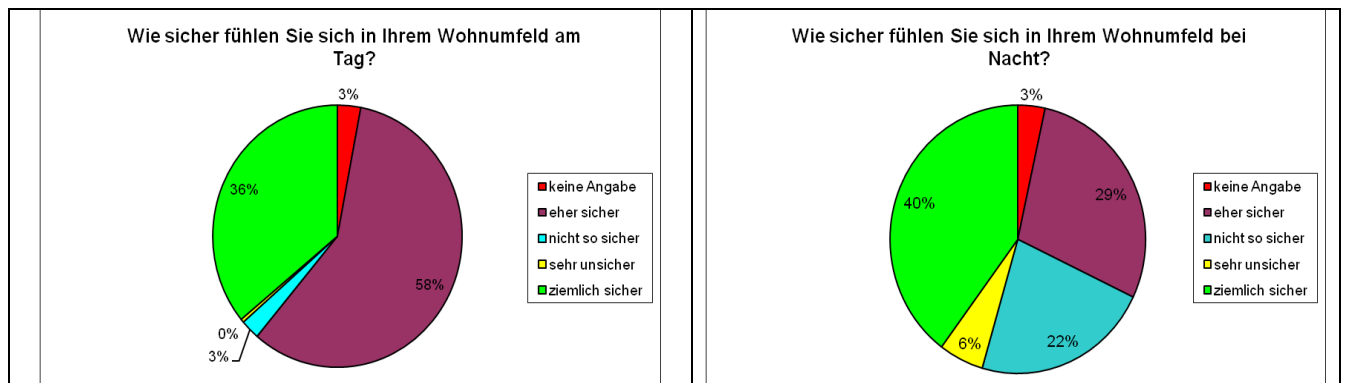 Wie sicher fühlen Sie sich in Ihrem Wohnumfeld am
Tag?
3%
36%
58%
0%
3%
keine Angabe
eher sicher
nicht so sicher
sehr unsicher
ziemlich sicher
Wie sicher fühlen Sie sich in Ihrem Wohnumfeld bei
Nacht?
3%
29%
40%
22%
6%
keine Angabe
eher sicher
nicht so sicher
sehr unsicher
ziemlich sicher